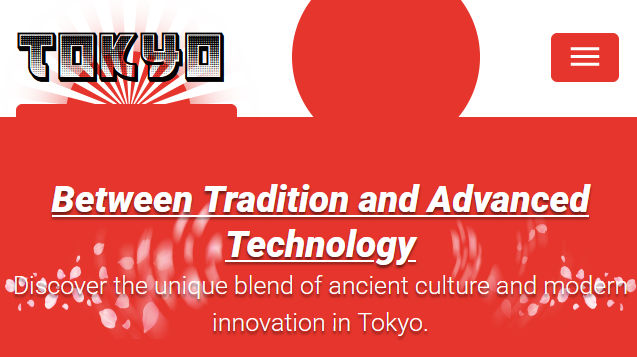 TOKYO
Between Tradition and Advanced
Technology
Discover the unique blend of ancient culture and modern
innovation in Tokyo.